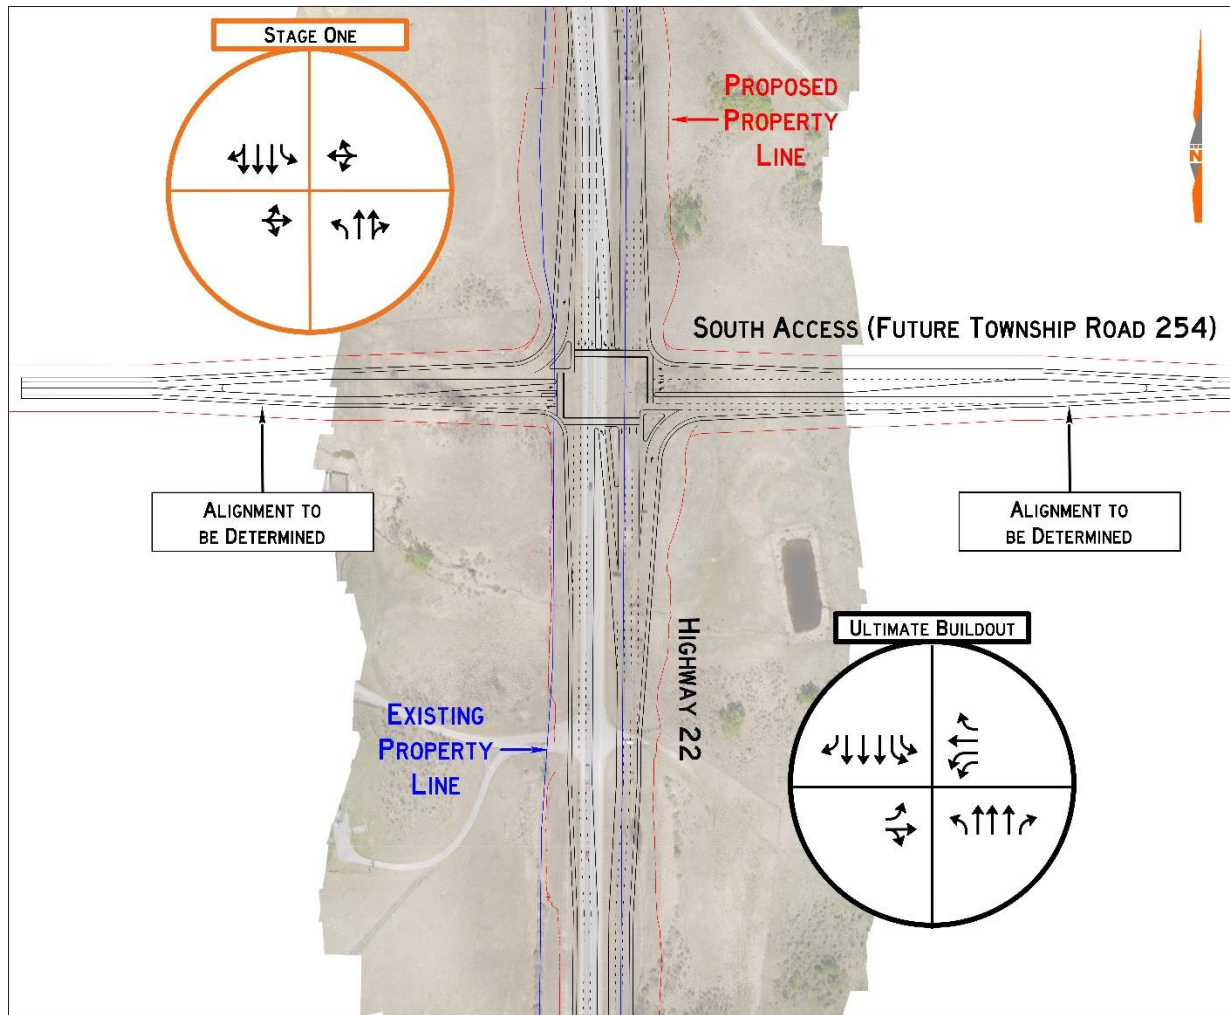 STAGE ONE
PROPOSED
PROPERTY
LINE
N
SOUTH ACCESS (FUTURE TOWNSHIP ROAD 254)
ALIGNMENT TO
BE DETERMINED
ALIGNMENT TO
BE DETERMINED
HIGHWAY 22
ULTIMATE BUILDOUT
EXISTING
PROPERTY
LINE